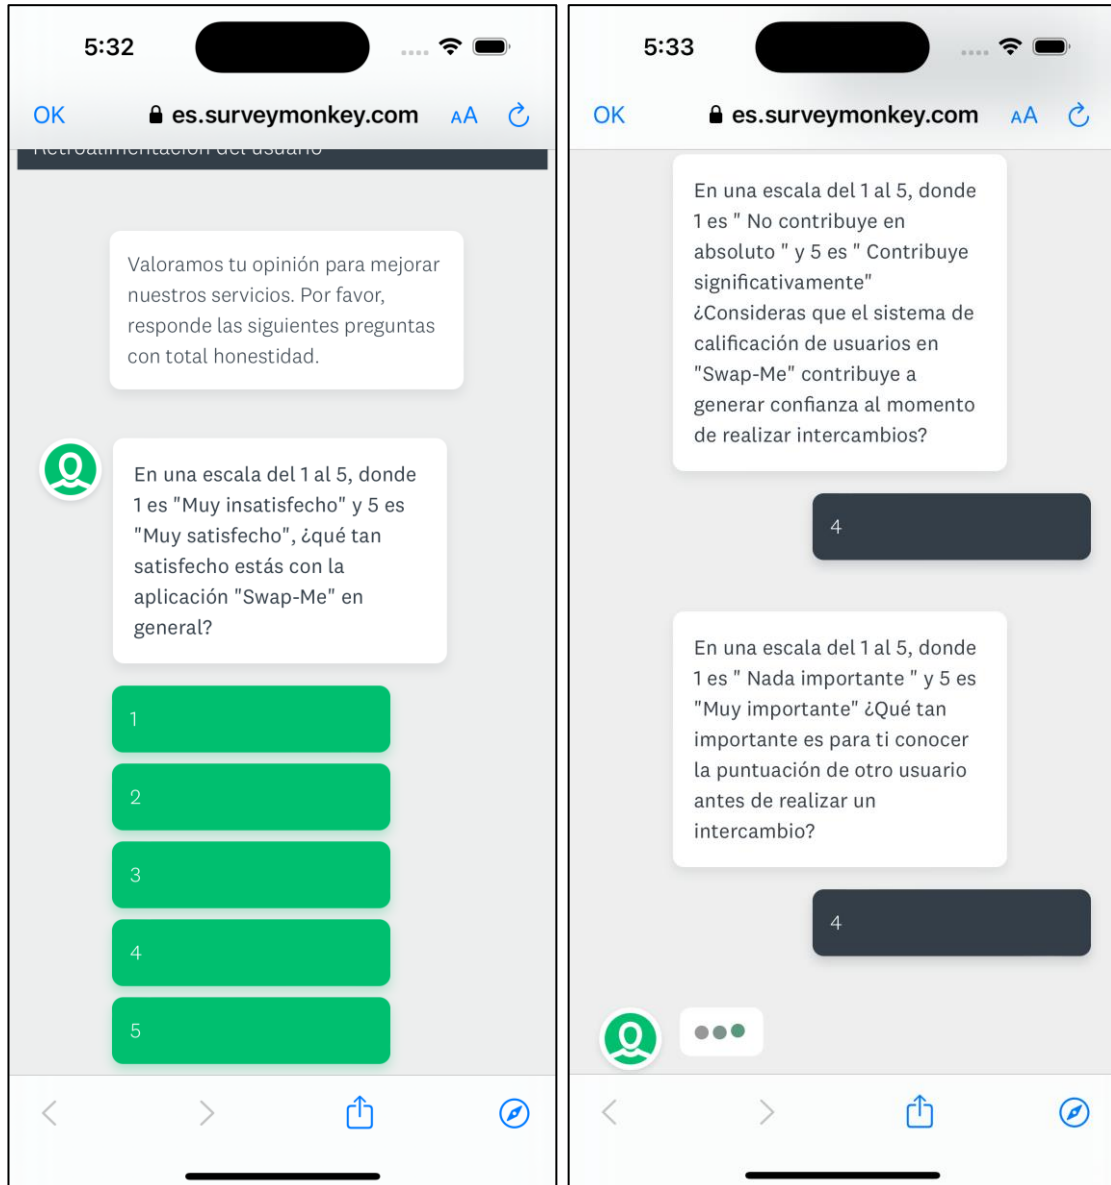 5:32
OK
es.surveymonkey.com
AA
Retroalimentación del usuario
Valoramos tu opinión para mejorar
nuestros servicios. Por favor,
responde las siguientes preguntas
con total honestidad.
En una escala del 1 al 5, donde
1 es "Muy insatisfecho" y 5 es
"Muy satisfecho", ¿qué tan
satisfecho estás con la
aplicación "Swap-Me" en
general?
1
2
3
4
5
5:33
OK
es.surveymonkey.com
AA
En una escala del 1 al 5, donde
1 es " No contribuye en
absoluto " y 5 es " Contribuye
significativamente"
¿Consideras que el sistema de
calificación de usuarios en
"Swap-Me" contribuye a
generar confianza al momento
de realizar intercambios?
4
En una escala del 1 al 5, donde
1 es " Nada importante " y 5 es
"Muy importante" ¿Qué tan
importante es para ti conocer
la puntuación de otro usuario
antes de realizar un
intercambio?
4